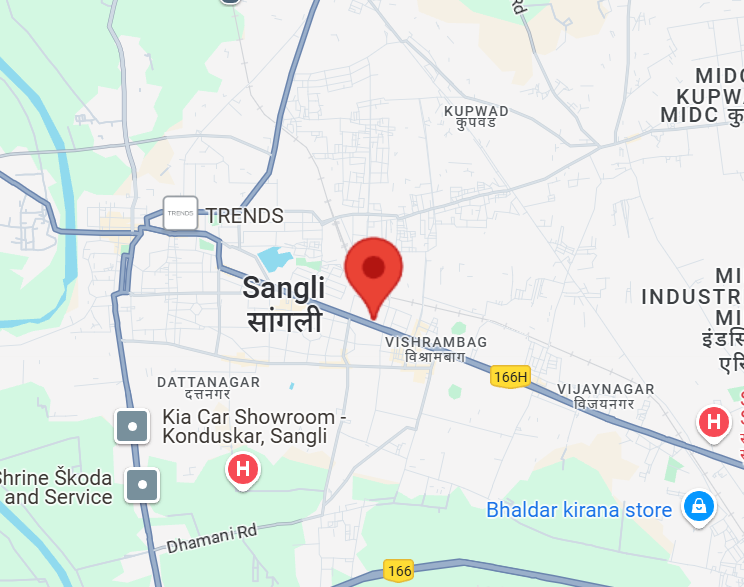 Rd
KUPWAD
कुपवड
MIDC
KUPWA
MIDC कु
TRENDS
TRENDS
Sangli
सांगली
MI
INDUSTR
MI
इंडस्
एि
VISHRAMBAG
विश्रामबाग
166H
DATTANAGAR
दत्तनगर
VIJAYNAGAR
विजयनगर
Kia Car Showroom -
Konduskar, Sangli
H
H
Shrine Škoda
and Service
Bhaldar kirana store
Dhamani Rd
166